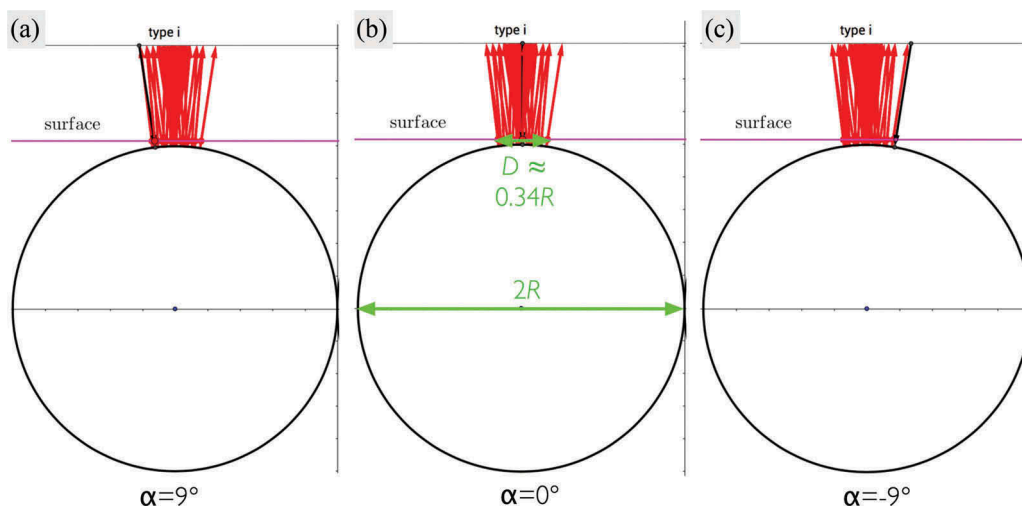 (a)
type i
surface
α=9°
(b)
type i
surface
D ≈
0.34R
2R
α=0°
(c)
type i
surface
α=-9°